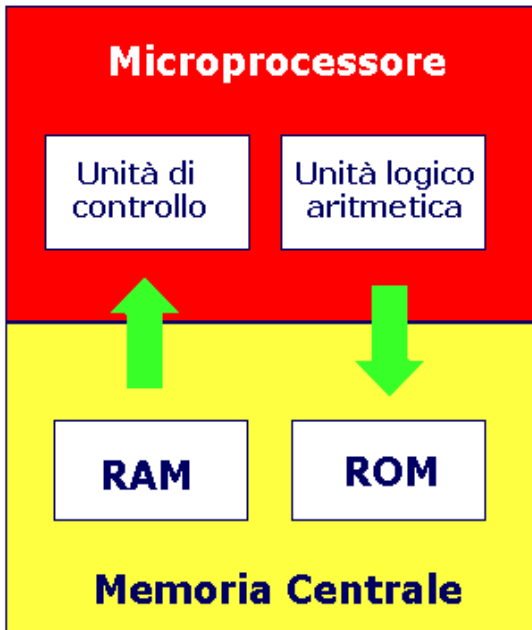 Microprocessore
Unità di
controllo
Unità logico
aritmetica
RAM
ROM
Memoria Centrale